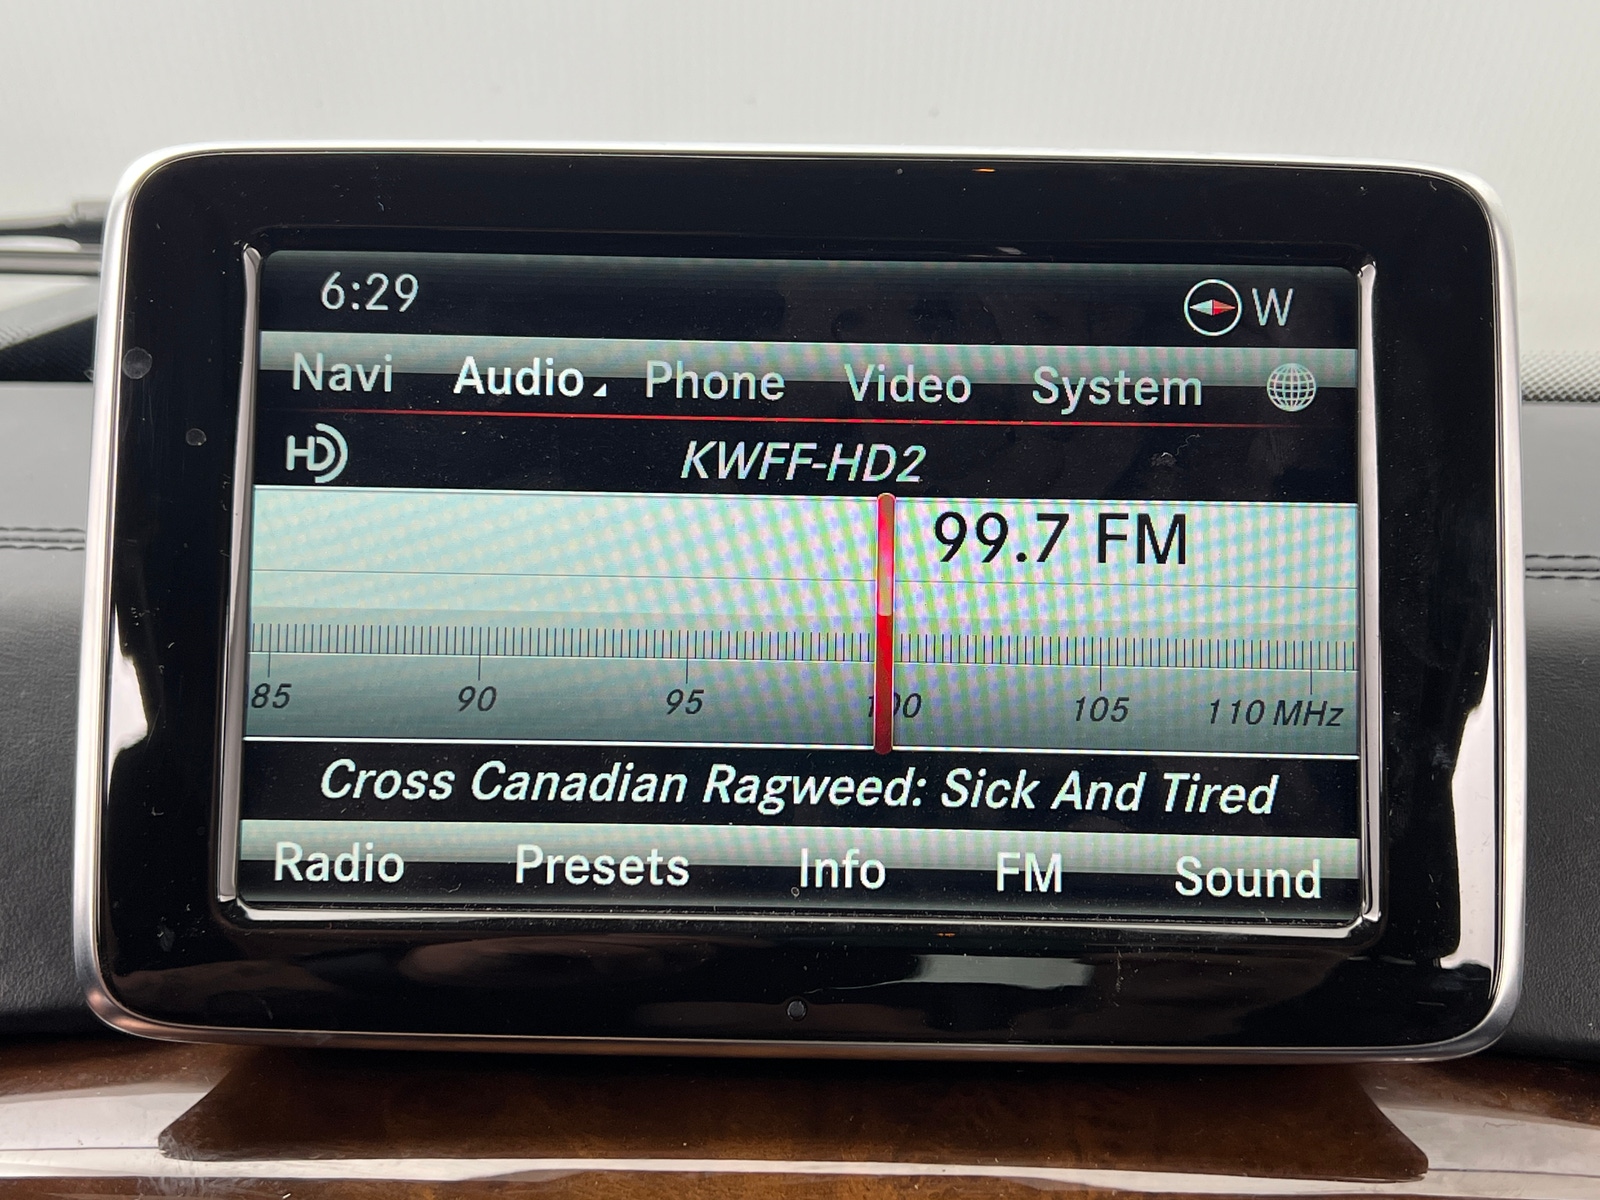 6:29 W
Navi Audio Phone Video System
HD KWFF-HD2
99.7 FM
85 90 95 100 105 110 MHz
Cross Canadian Ragweed: Sick And Tired
Radio Presets Info FM Sound